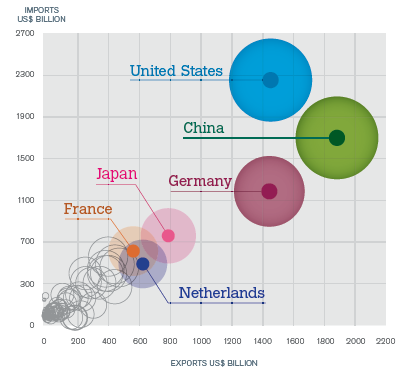 IMPORTS
US$ BILLION
2700
2300
United States
1900
China
1500
Japan
Germany
1100
France
700
Netherlands
300
0
0 200 400 600 800 1000 1200 1400 1600 1800 2000 2200
EXPORTS US$ BILLION